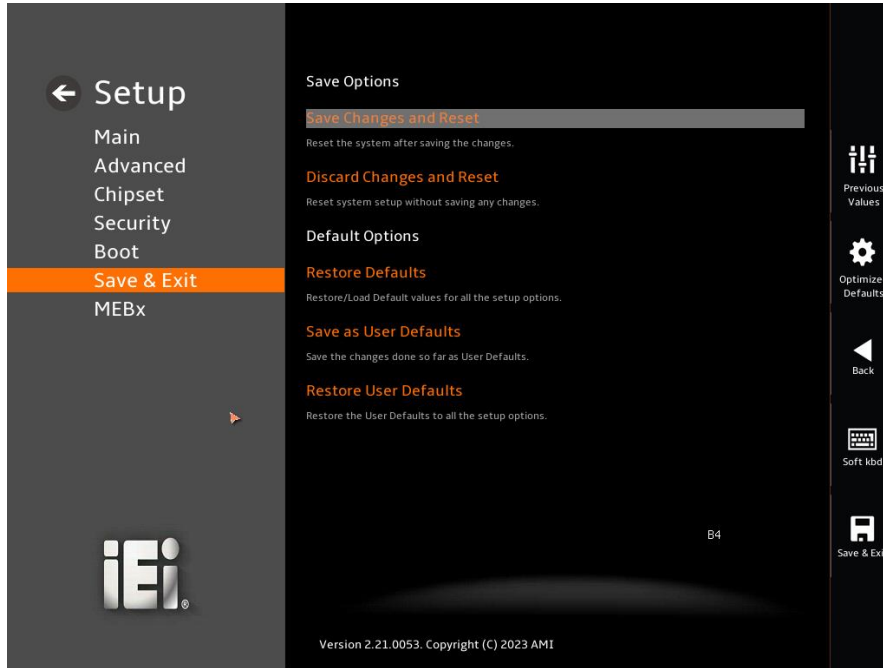 Setup
Main
Advanced
Chipset
Security
Boot
Save & Exit
MEBx
iEi®
Save Options
Save Changes and Reset
Reset the system after saving the changes.
Discard Changes and Reset
Reset system setup without saving any changes.
Default Options
Restore Defaults
Restore/Load Default values for all the setup options.
Save as User Defaults
Save the changes done so far as User Defaults.
Restore User Defaults
Restore the User Defaults to all the setup options.
B4
Version 2.21.0053. Copyright (C) 2023 AMI
Previous
Values
Optimize
Defaults
Back
Soft kbd
Save & Exi